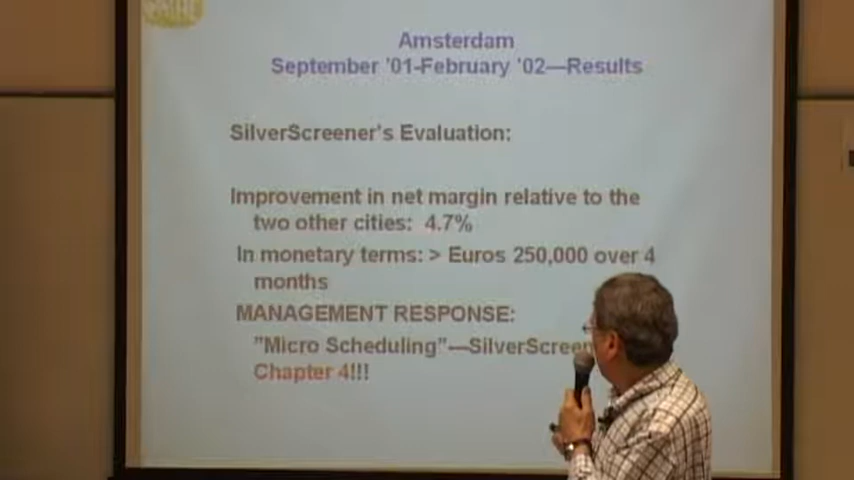 Amsterdam
September '01-February '02—Results
SilverScreener's Evaluation:
Improvement in net margin relative to the
two other cities: 4.7%
In monetary terms: > Euros 250,000 over 4
months
MANAGEMENT RESPONSE:
"Micro Scheduling"—SilverScreen
Chapter 4!!!